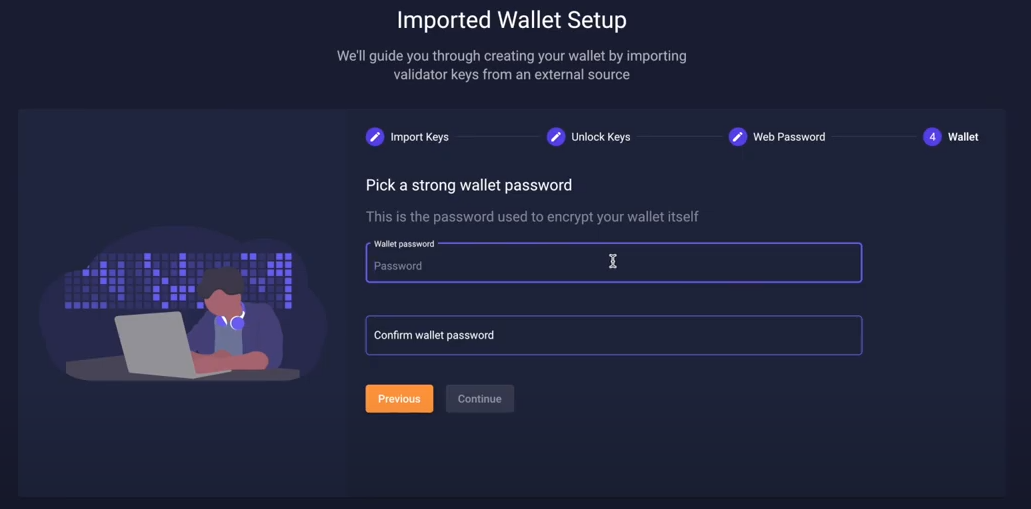 Imported Wallet Setup
We'll guide you through creating your wallet by importing
validator keys from an external source
Import Keys
Unlock Keys
Web Password
4 Wallet
Pick a strong wallet password
This is the password used to encrypt your wallet itself
Wallet password
Password
Confirm wallet password
Previous
Continue